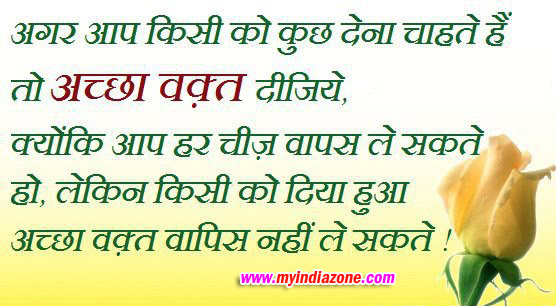 अगर आप किसी को कुछ देना चाहते हैं
तो अच्छा वक़्त दीजिये,
क्योंकि आप हर चीज़ वापस ले सकते
हो, लेकिन किसी को दिया हुआ
अच्छा वक़्त वापिस नहीं ले सकते !
www.myindiazone.com